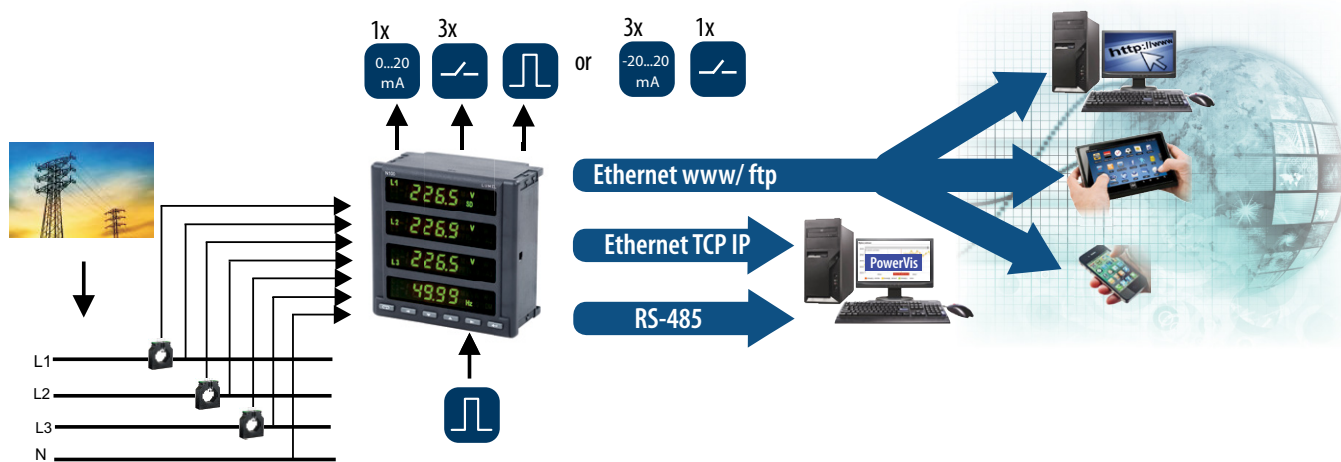 1x
3x
0...20
mA
or
3x
1x
-20...20
mA
http://www.
L1
226.5 V
SD
L2
226.9 V
L3
226.5 V
49.99 Hz
Ethernet www/ ftp
Ethernet TCP IP
PowerVis
RS-485
L1
L2
L3
N